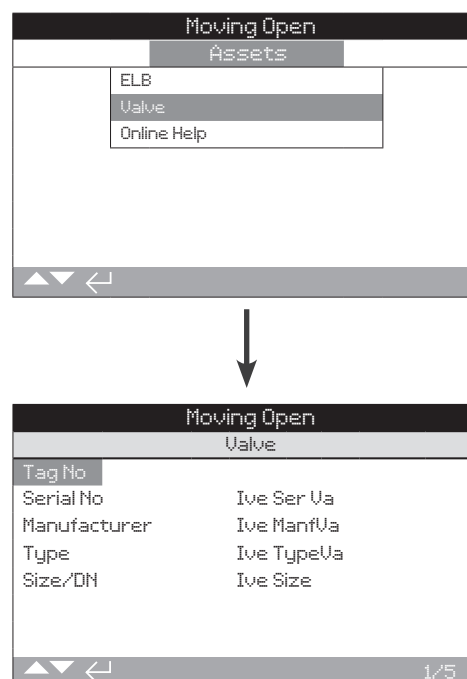 Moving Open
Assets
ELB
Valve
Online Help
Moving Open
Valve
Tag No
Serial No Ive Ser Va
Manufacturer Ive ManfVa
Type Ive TypeVa
Size/DN Ive Size
1/5